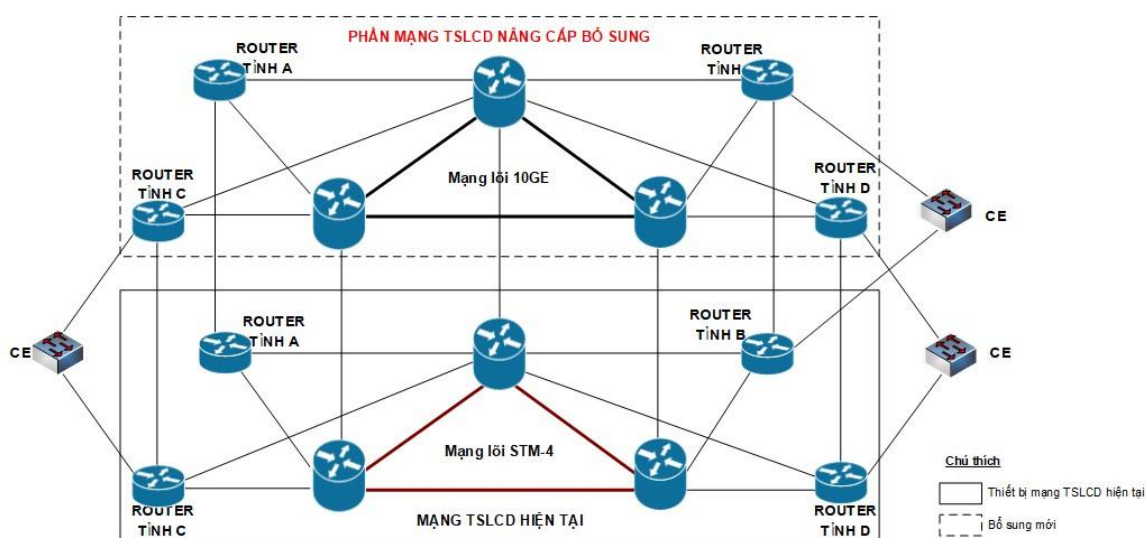 PHẦN MẠNG TSLCD NÂNG CẤP BỔ SUNG
ROUTER
TỈNH A
ROUTER
TỈNH
Mạng lõi 10GE
ROUTER
TỈNH C
ROUTER
TỈNH D
CE
ROUTER
TỈNH A
ROUTER
TỈNH B
CE
CE
Mạng lõi STM-4
ROUTER
TỈNH C
MẠNG TSLCD HIỆN TẠI
ROUTER
TỈNH D
Chú thích
Thiết bị mạng TSLCD hiện tại
Bổ sung mới